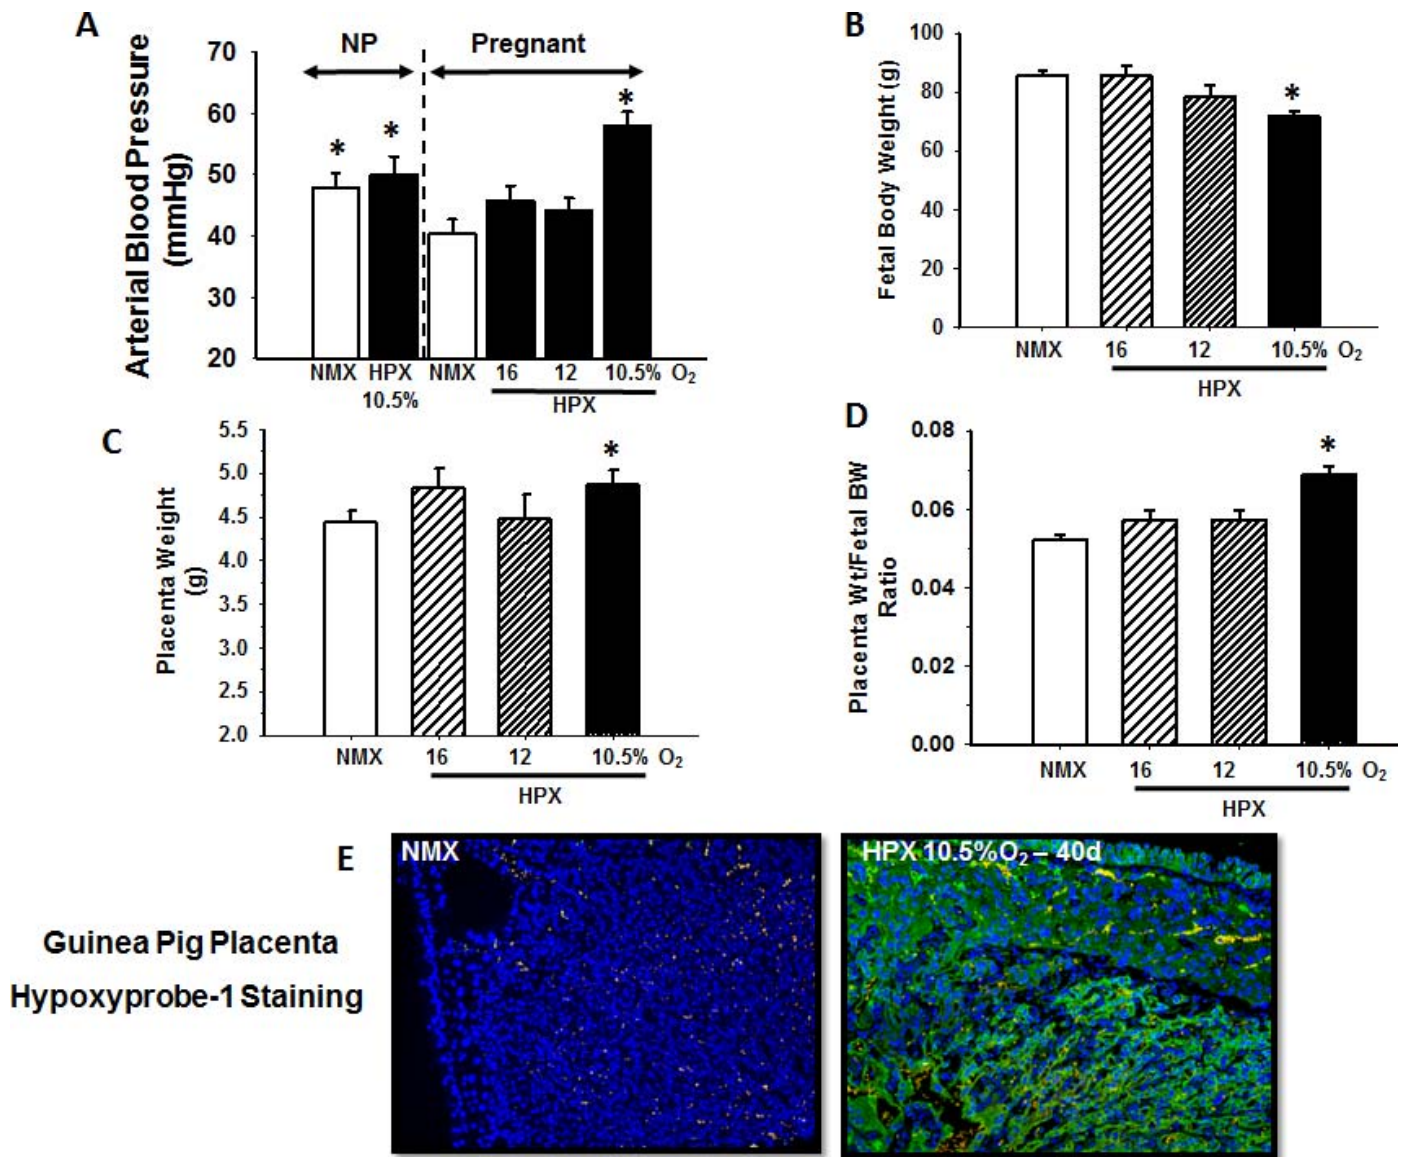 A
NP
Pregnant
Arterial Blood Pressure
(mmHg)
70
60
50
40
30
20
*
*
*
NMX
HPX
10.5%
NMX
16
12
10.5%
O₂
HPX
B
Fetal Body Weight (g)
100
80
60
40
20
0
*
NMX
16
12
10.5%
O₂
HPX
C
Placenta Weight
(g)
5.5
5.0
4.5
4.0
3.5
3.0
2.5
2.0
*
NMX
16
12
10.5%
O₂
HPX
D
Placenta Wt/Fetal BW
Ratio
0.08
0.06
0.04
0.02
0.00
*
NMX
16
12
10.5%
O₂
HPX
E
Guinea Pig Placenta
Hypoxyprobe-1 Staining
NMX
HPX 10.5%O₂ – 40d